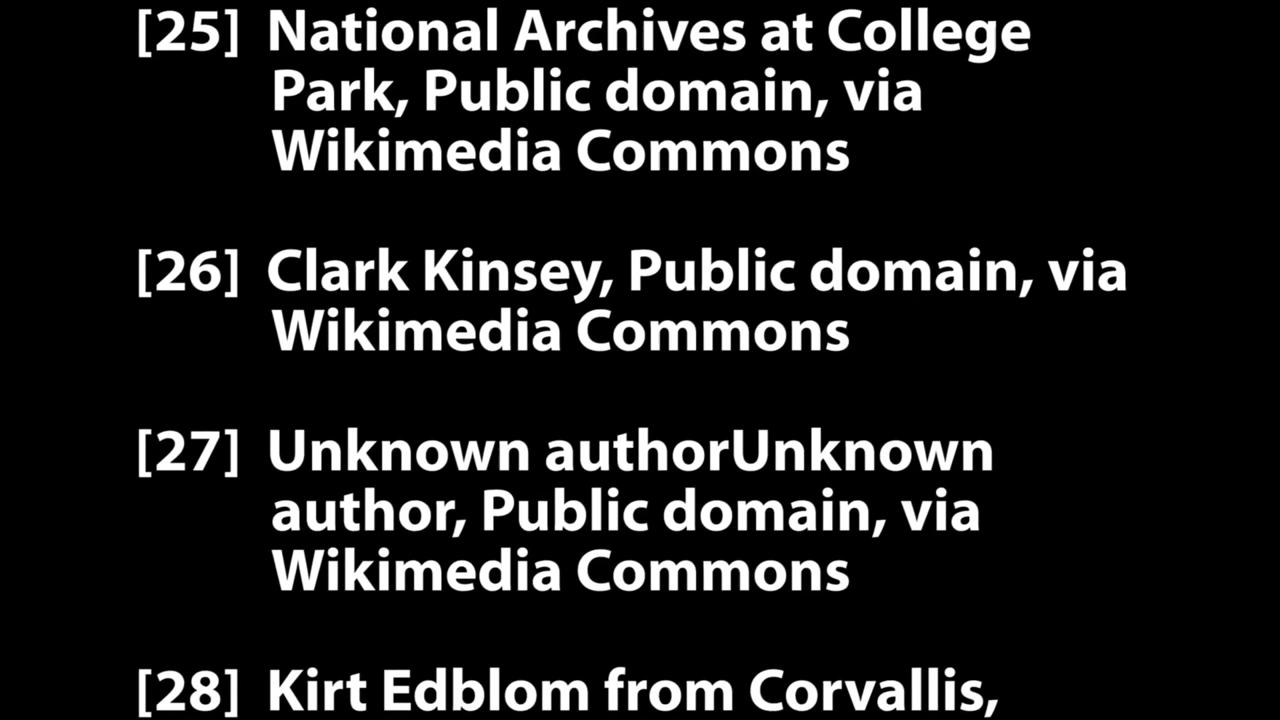 [25] National Archives at College
Park, Public domain, via
Wikimedia Commons
[26] Clark Kinsey, Public domain, via
Wikimedia Commons
[27] Unknown authorUnknown
author, Public domain, via
Wikimedia Commons
[28] Kirt Edblom from Corvallis,